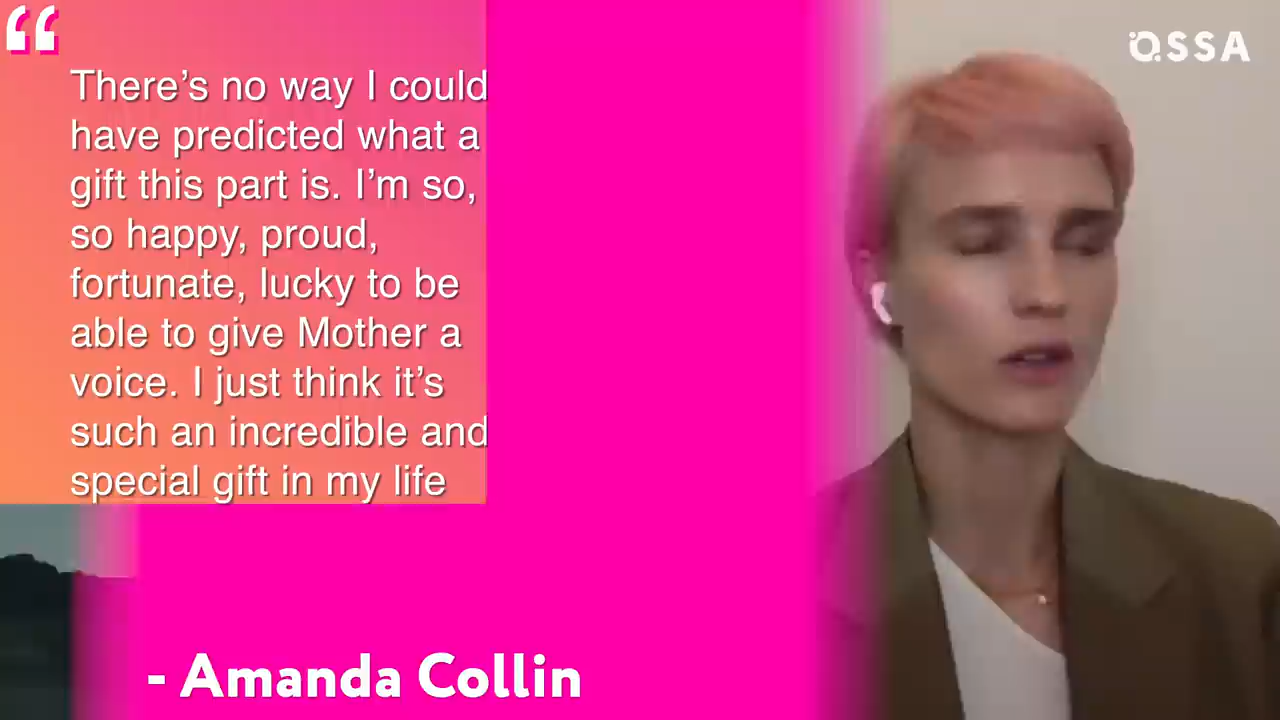 “
QSSA
There’s no way I could
have predicted what a
gift this part is. I’m so,
so happy, proud,
fortunate, lucky to be
able to give Mother a
voice. I just think it’s
such an incredible and
special gift in my life
- Amanda Collin